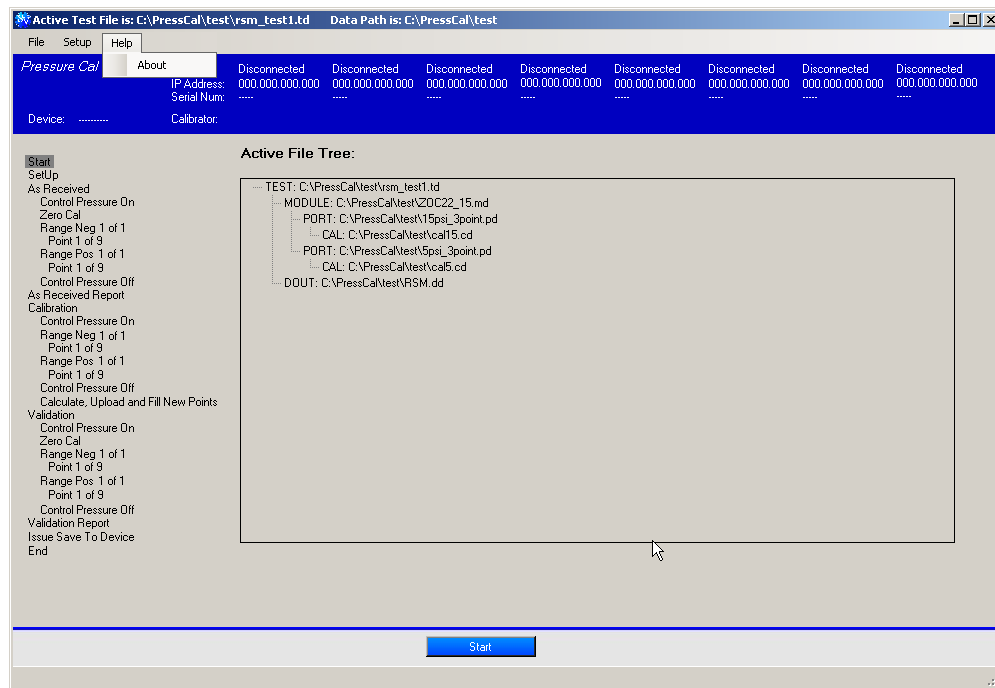 Active Test File is: C:\PressCal\test\rsm_test1.td Data Path is: C:\PressCal\test
File Setup Help
About
Pressure Cal
Disconnected Disconnected Disconnected Disconnected Disconnected Disconnected Disconnected Disconnected
IP Address: 000.000.000.000 000.000.000.000 000.000.000.000 000.000.000.000 000.000.000.000 000.000.000.000 000.000.000.000 000.000.000.000
Serial Num: ----- ----- ----- ----- ----- ----- ----- -----
Device: ---------- Calibrator:
Start
SetUp
As Received
Control Pressure On
Zero Cal
Range Neg 1 of 1
Point 1 of 9
Range Pos 1 of 1
Point 1 of 9
Control Pressure Off
As Received Report
Calibration
Control Pressure On
Range Neg 1 of 1
Point 1 of 9
Range Pos 1 of 1
Point 1 of 9
Control Pressure Off
Calculate, Upload and Fill New Points
Validation
Control Pressure On
Zero Cal
Range Neg 1 of 1
Point 1 of 9
Range Pos 1 of 1
Point 1 of 9
Control Pressure Off
Validation Report
Issue Save To Device
End
Active File Tree:
TEST: C:\PressCal\test\rsm_test1.td
MODULE: C:\PressCal\test\ZOC22_15.md
PORT: C:\PressCal\test\15psi_3point.pd
CAL: C:\PressCal\test\cal15.cd
PORT: C:\PressCal\test\5psi_3point.pd
CAL: C:\PressCal\test\cal5.cd
DOUT: C:\PressCal\test\RSM.dd
Start